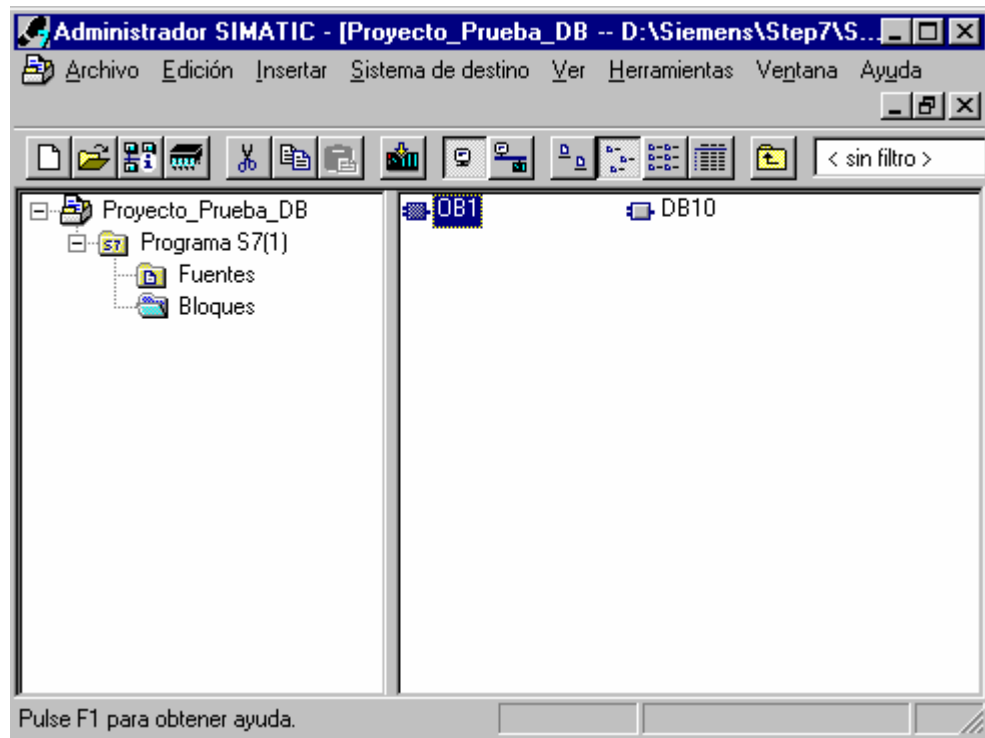 Administrador SIMATIC - [Proyecto_Prueba_DB -- D:\Siemens\Step7\S...
Archivo Edición Insertar Sistema de destino Ver Herramientas Ventana Ayuda
< sin filtro >
Proyecto_Prueba_DB
Programa S7(1)
Fuentes
Bloques
OB1 DB10
Pulse F1 para obtener ayuda.